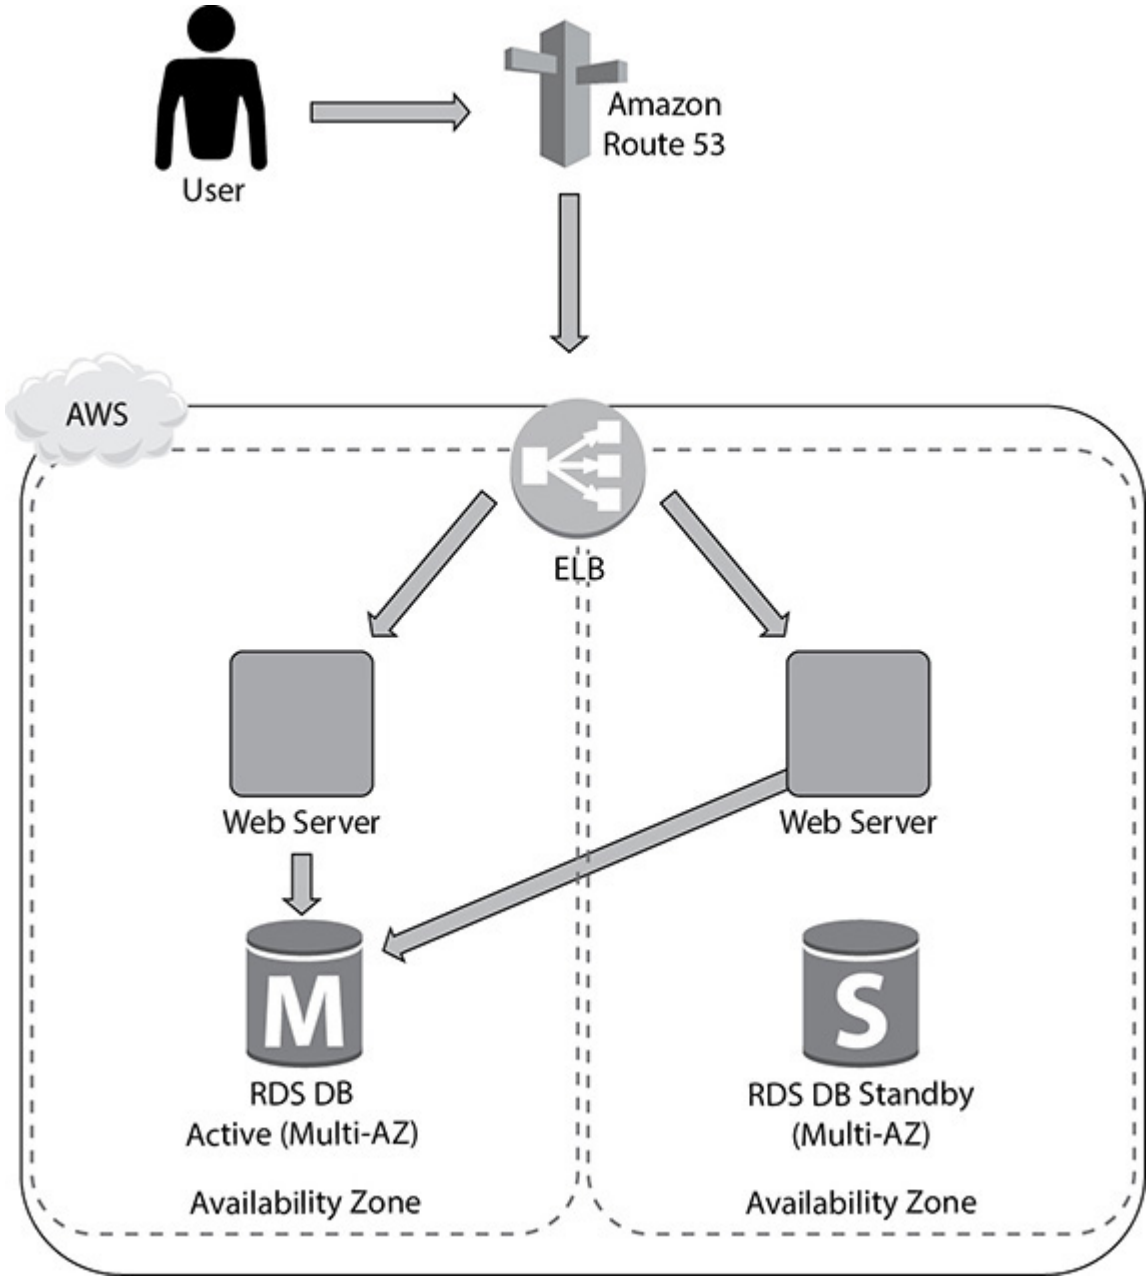 User
Amazon
Route 53
AWS
ELB
Web Server
Web Server
M
S
RDS DB
Active (Multi-AZ)
RDS DB Standby
(Multi-AZ)
Availability Zone
Availability Zone